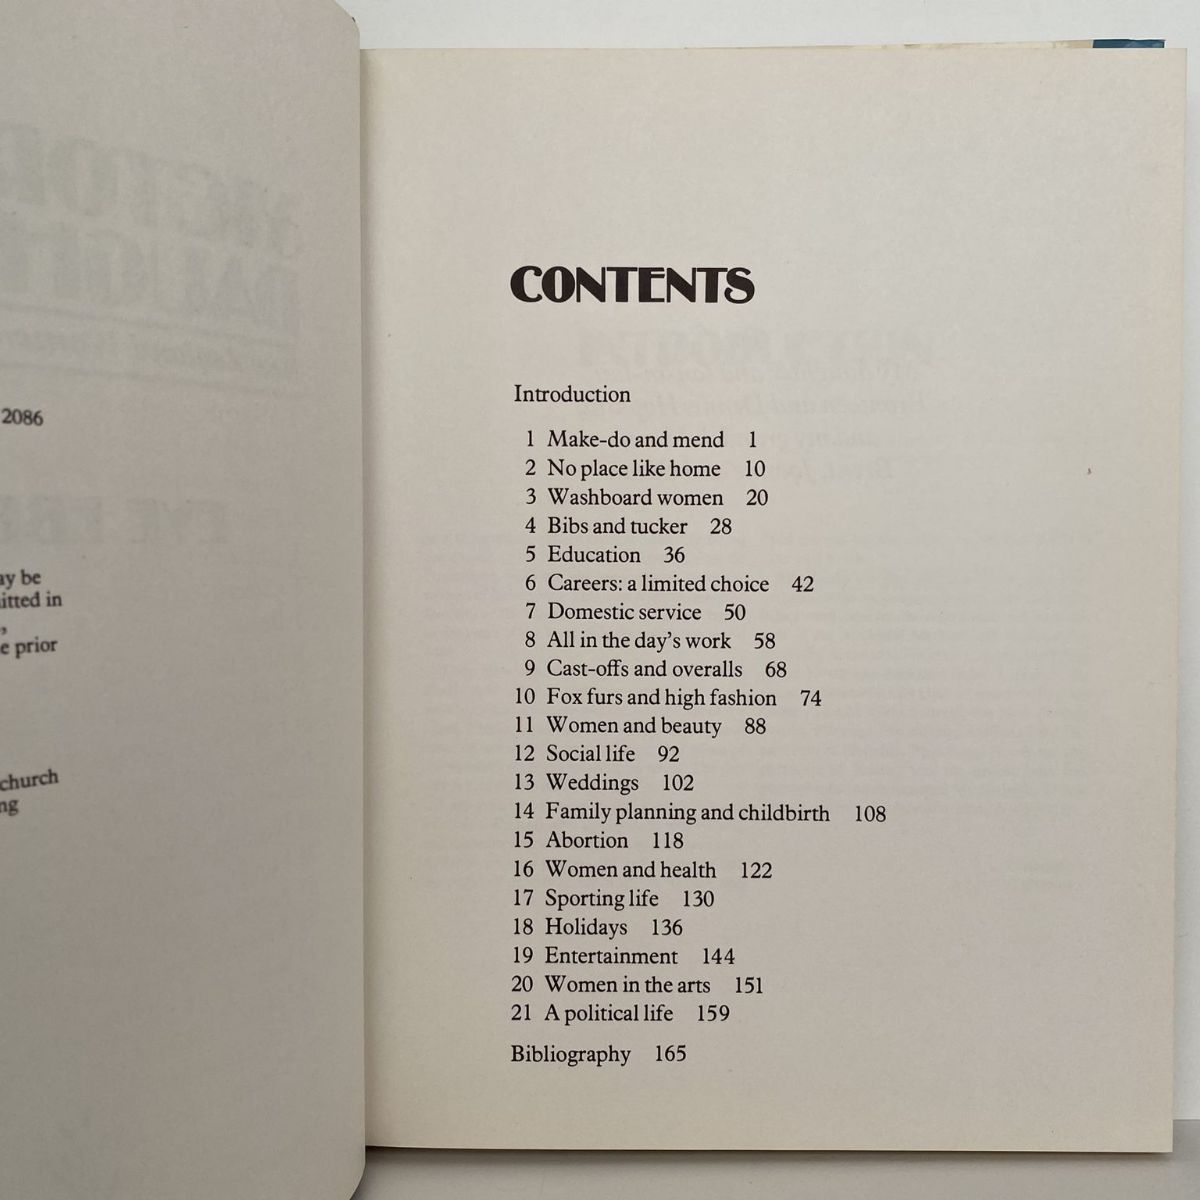 2086
ay be
itted in
,
e prior
church
ng
CONTENTS
Introduction
1 Make-do and mend 1
2 No place like home 10
3 Washboard women 20
4 Bibs and tucker 28
5 Education 36
6 Careers: a limited choice 42
7 Domestic service 50
8 All in the day's work 58
9 Cast-offs and overalls 68
10 Fox furs and high fashion 74
11 Women and beauty 88
12 Social life 92
13 Weddings 102
14 Family planning and childbirth 108
15 Abortion 118
16 Women and health 122
17 Sporting life 130
18 Holidays 136
19 Entertainment 144
20 Women in the arts 151
21 A political life 159
Bibliography 165